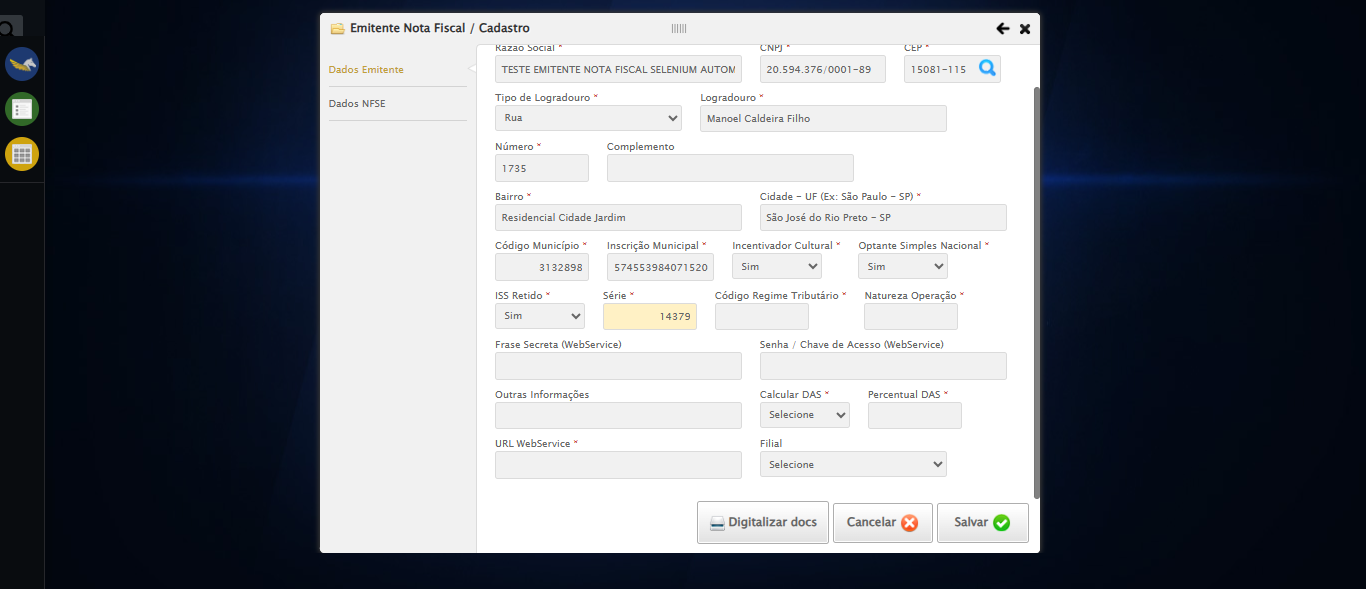 Emitente Nota Fiscal / Cadastro
Dados Emitente
Dados NFSE
Razão Social * CNPJ * CEP *
TESTE EMITENTE NOTA FISCAL SELENIUM AUTOM 20.594.376/0001-89 15081-115
Tipo de Logradouro * Logradouro *
Rua Manoel Caldeira Filho
Número * Complemento
1735
Bairro * Cidade - UF (Ex: São Paulo - SP) *
Residencial Cidade Jardim São José do Rio Preto - SP
Código Município * Inscrição Municipal * Incentivador Cultural * Optante Simples Nacional *
3132898 574553984071520 Sim Sim
ISS Retido * Série * Código Regime Tributário * Natureza Operação *
Sim 14379
Frase Secreta (WebService) Senha / Chave de Acesso (WebService)
Outras Informações Calcular DAS * Percentual DAS *
Selecione
URL WebService * Filial
Selecione
Digitalizar docs Cancelar Salvar